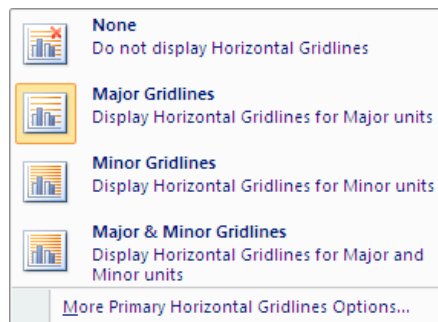 None
Do not display Horizontal Gridlines
Major Gridlines
Display Horizontal Gridlines for Major units
Minor Gridlines
Display Horizontal Gridlines for Minor units
Major & Minor Gridlines
Display Horizontal Gridlines for Major and
Minor units
More Primary Horizontal Gridlines Options...